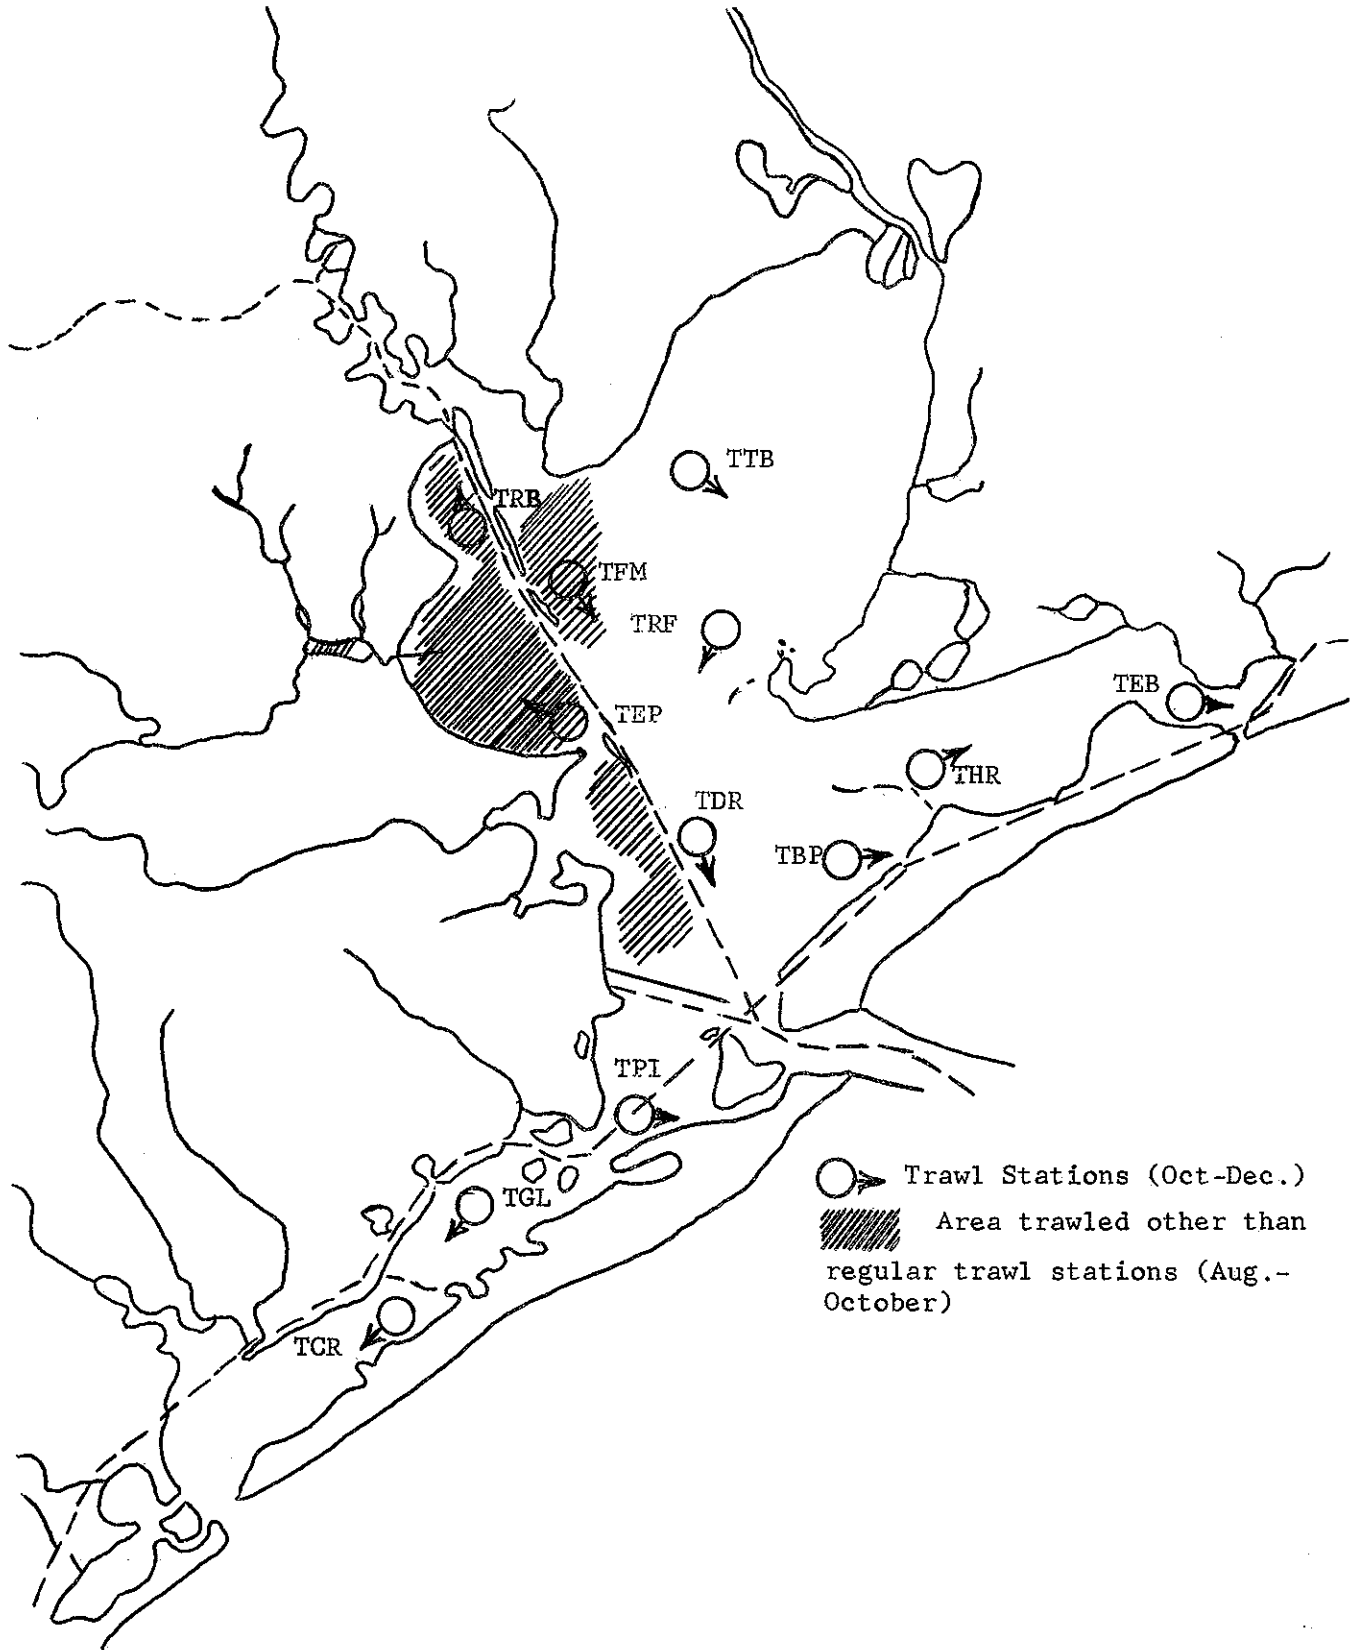 TTB
TRB
TFM
TRF
TEB
TEP
THR
TDR
TBP
TPI
Trawl Stations (Oct-Dec.)
TGL
Area trawled other than
regular trawl stations (Aug.-
October)
TCR